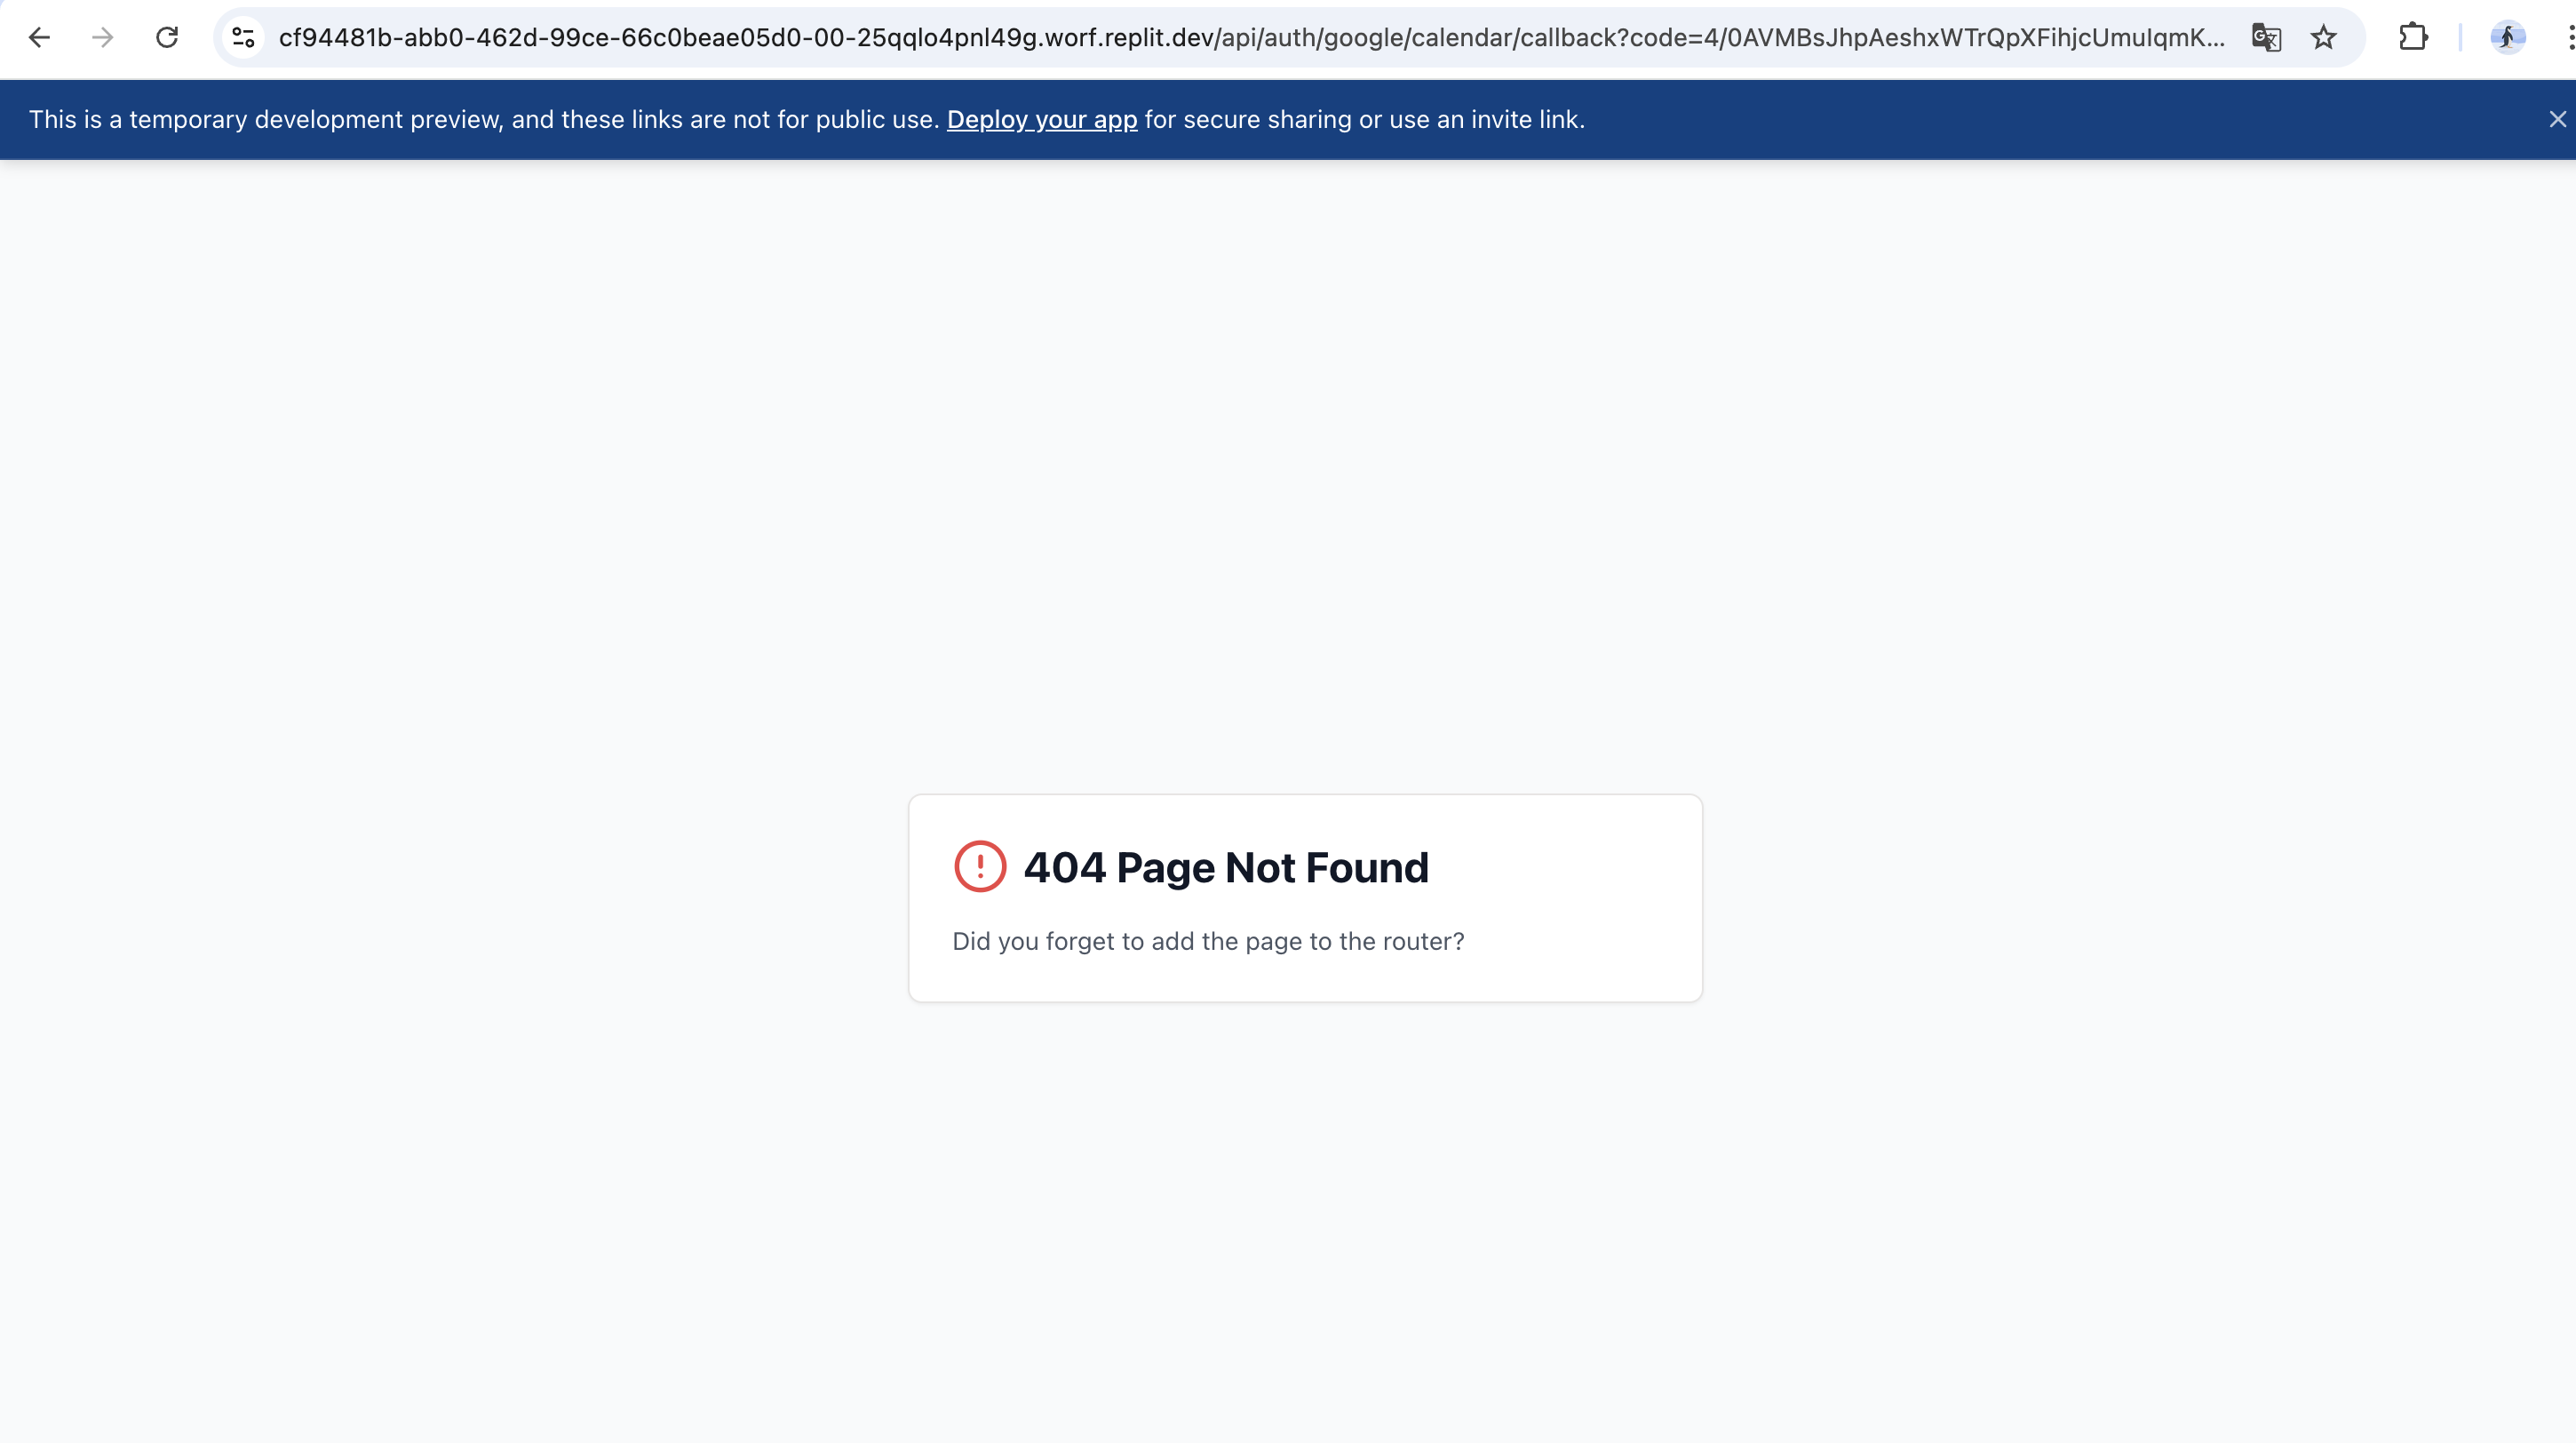 cf94481b-abb0-462d-99ce-66c0beae05d0-00-25qqlo4pnl49g.worf.replit.dev/api/auth/google/calendar/callback?code=4/0AVMBsJhpAeshxWTrQpXFihjcUmuIqmK...
This is a temporary development preview, and these links are not for public use. Deploy your app for secure sharing or use an invite link.
404 Page Not Found
Did you forget to add the page to the router?